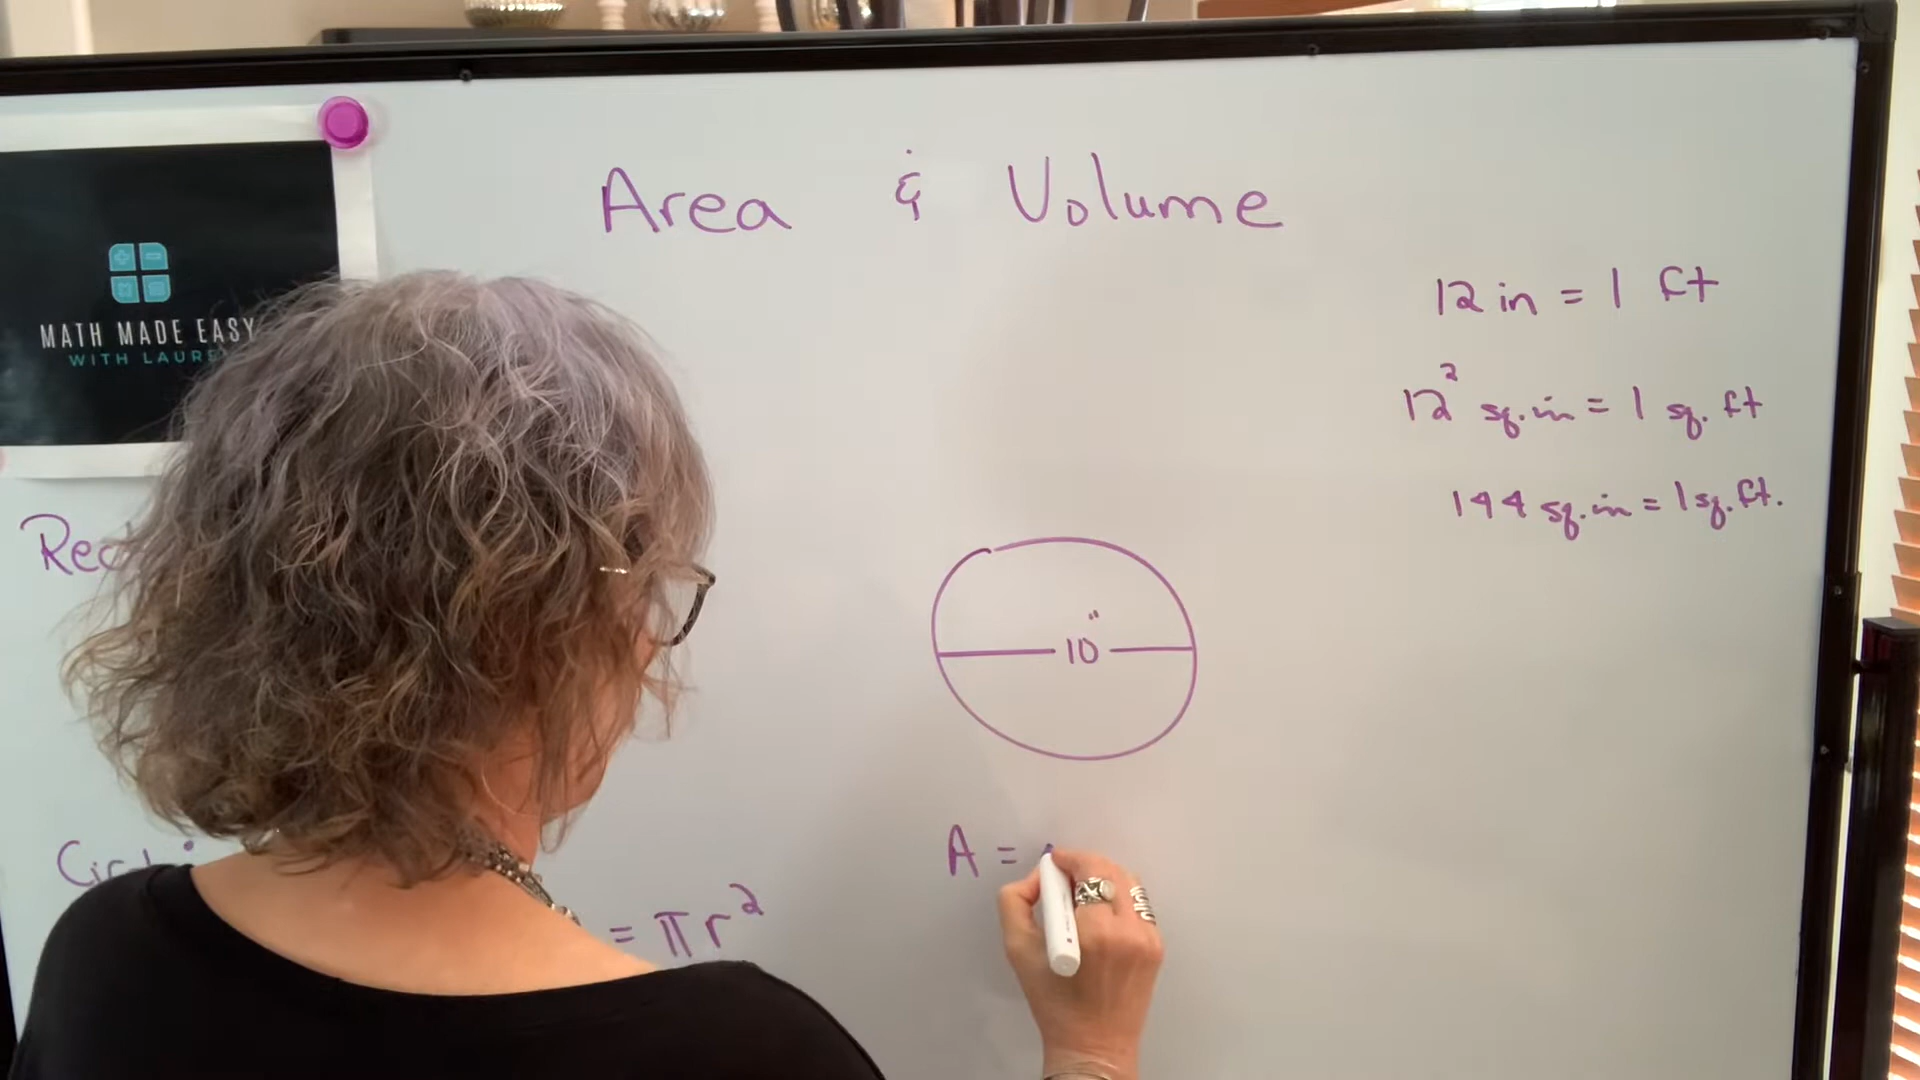 Area & Volume
MATH MADE EASY
WITH
12 in = 1 ft
12² sq. in = 1 sq. ft
144 sq. in = 1 sq. ft.
10"
A =
= πr²